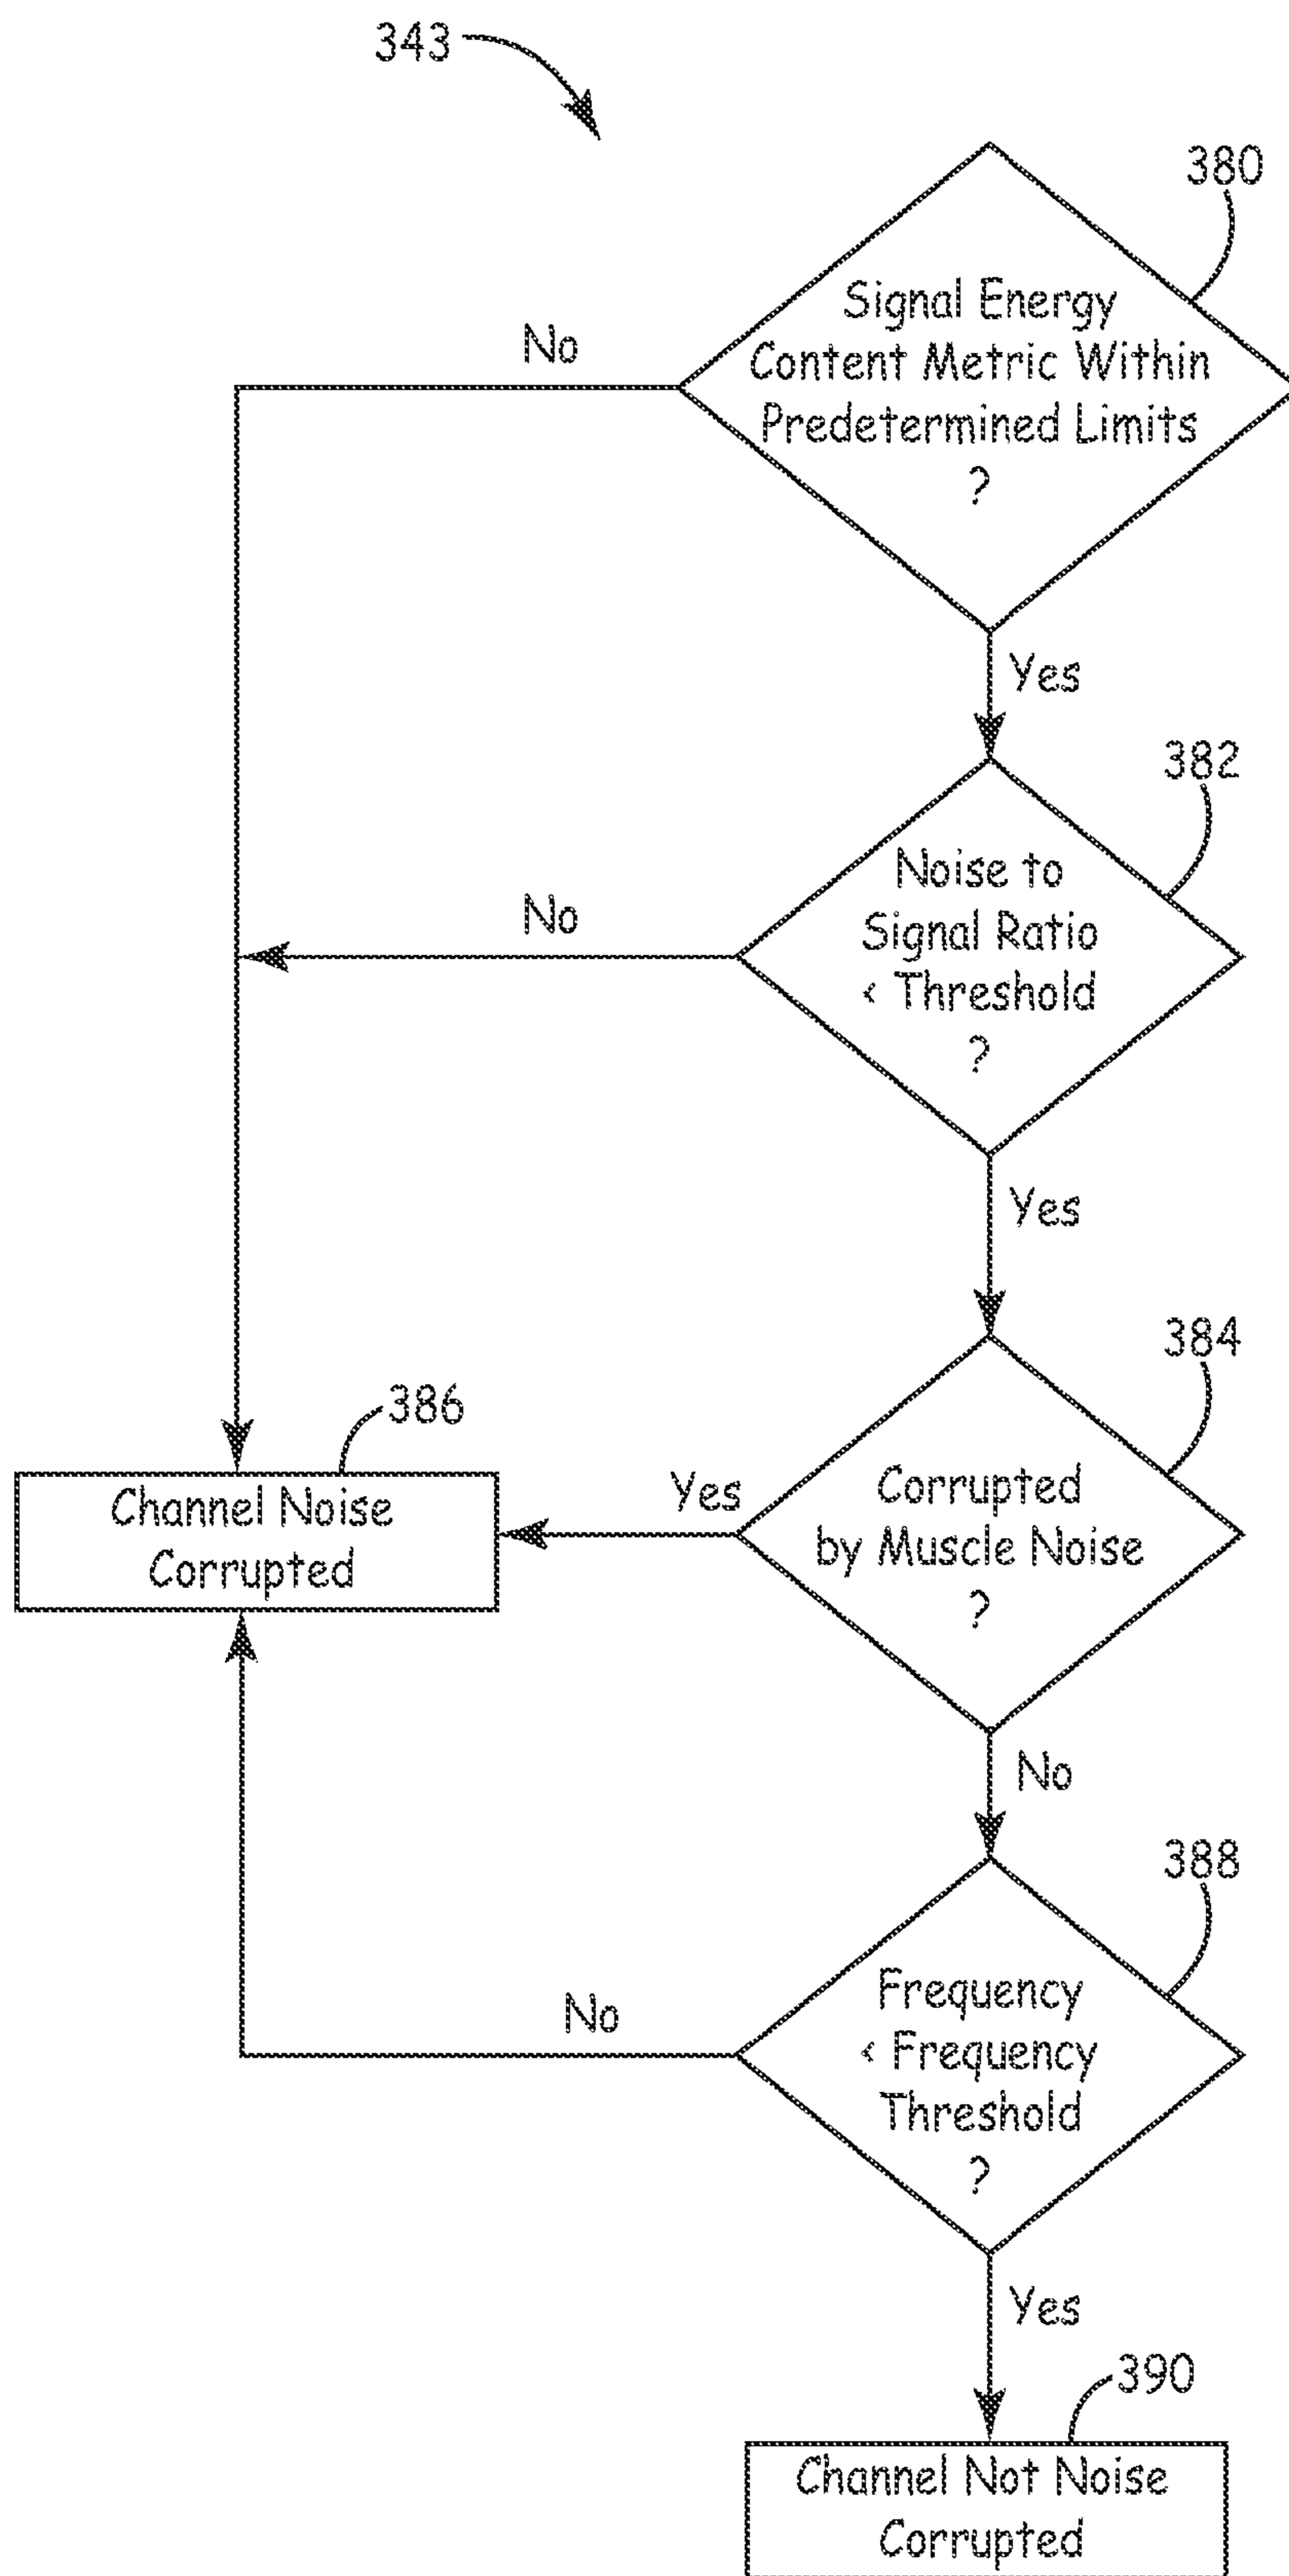 343
380
Signal Energy
Content Metric Within
Predetermined Limits
?
No
Yes
382
Noise to
Signal Ratio
< Threshold
?
No
Yes
384
Corrupted
by Muscle Noise
?
Yes
386
Channel Noise
Corrupted
No
388
Frequency
< Frequency
Threshold
?
No
Yes
390
Channel Not Noise
Corrupted